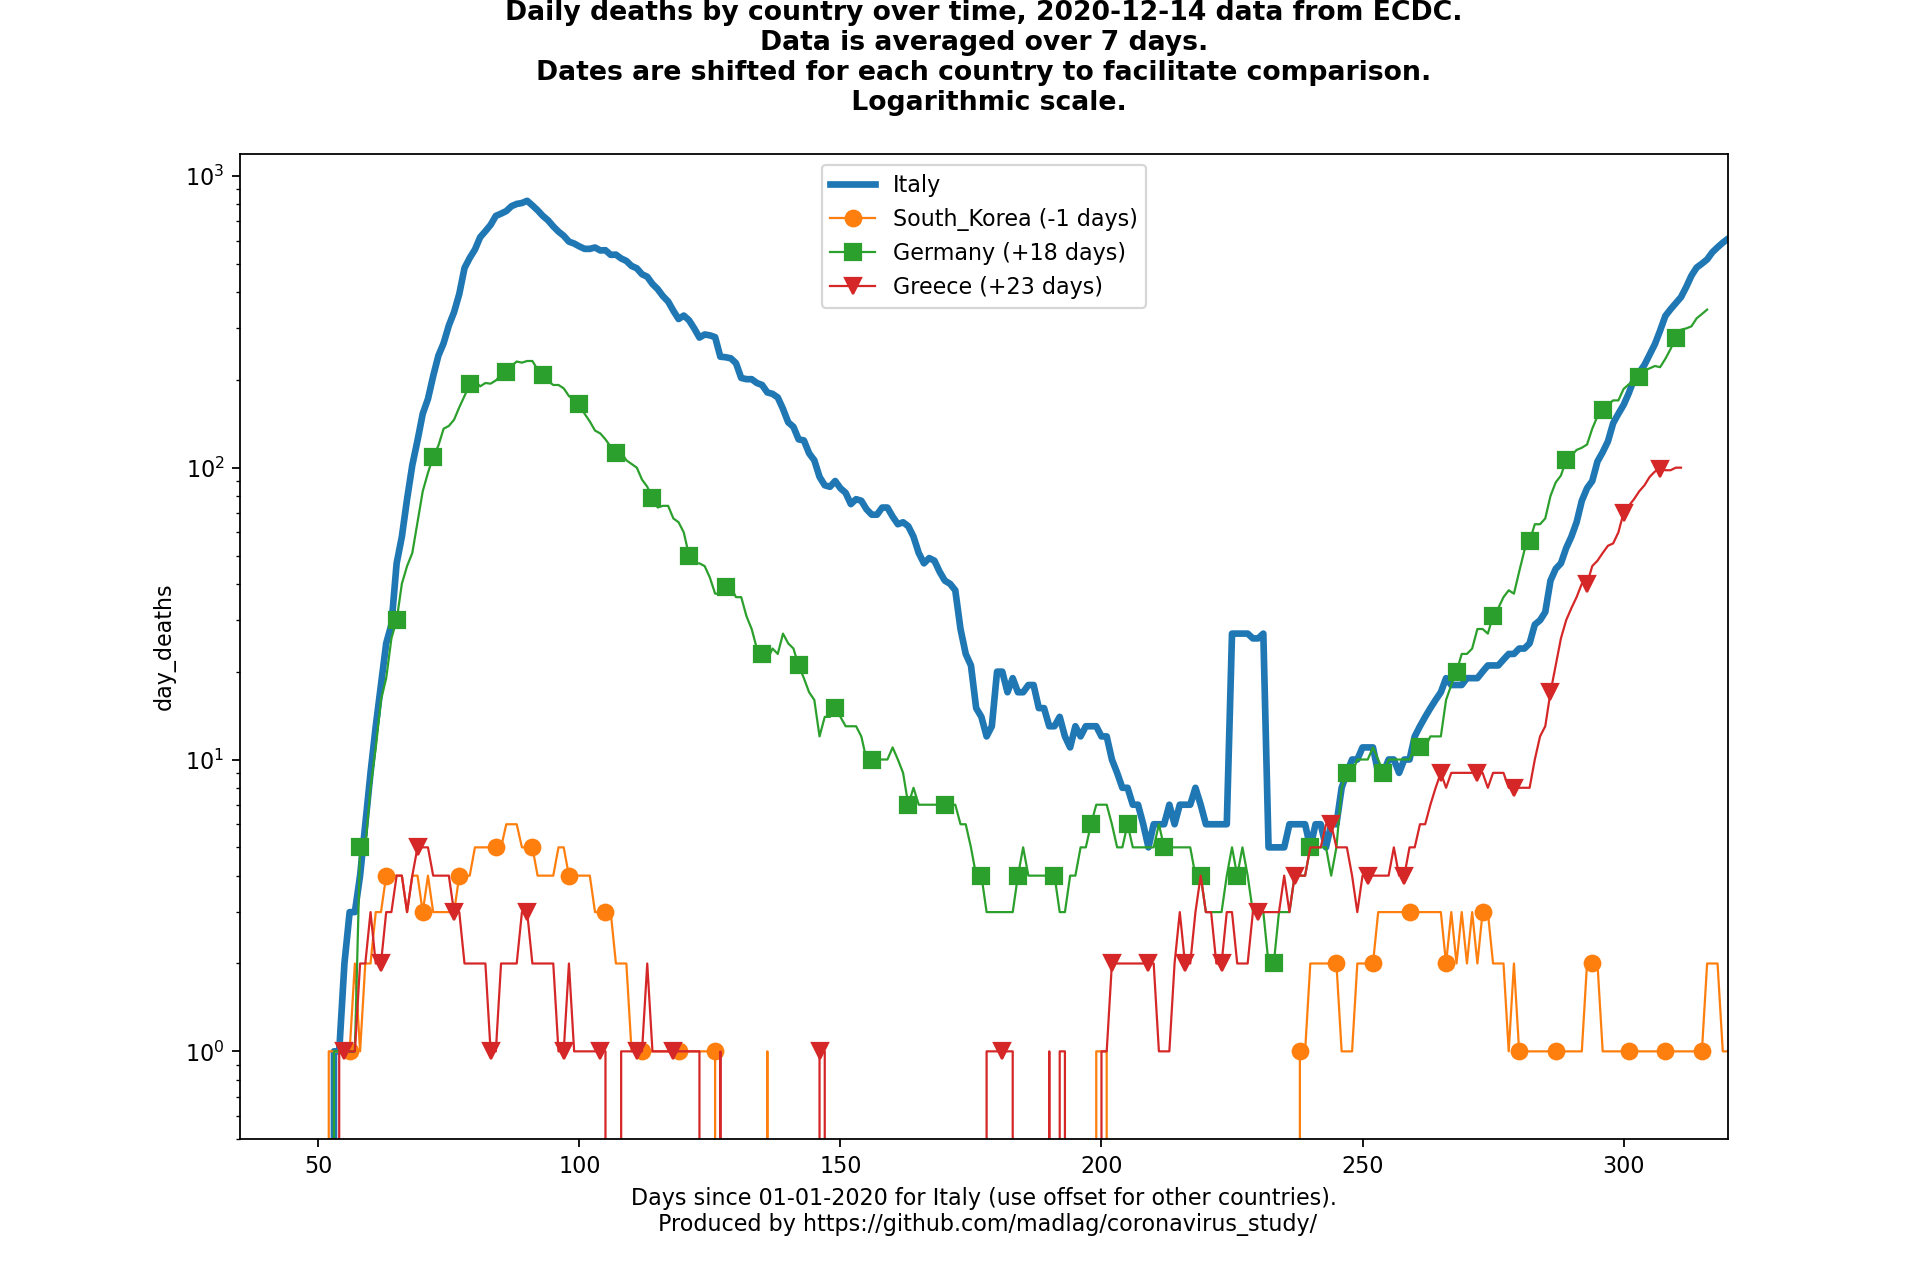 Daily deaths by country over time, 2020-12-14 data from ECDC.
Data is averaged over 7 days.
Dates are shifted for each country to facilitate comparison.
Logarithmic scale.
Italy
South_Korea (-1 days)
Germany (+18 days)
Greece (+23 days)
day_deaths
10³
10²
10¹
10⁰
50 100 150 200 250 300
Days since 01-01-2020 for Italy (use offset for other countries).
Produced by https://github.com/madlag/coronavirus_study/